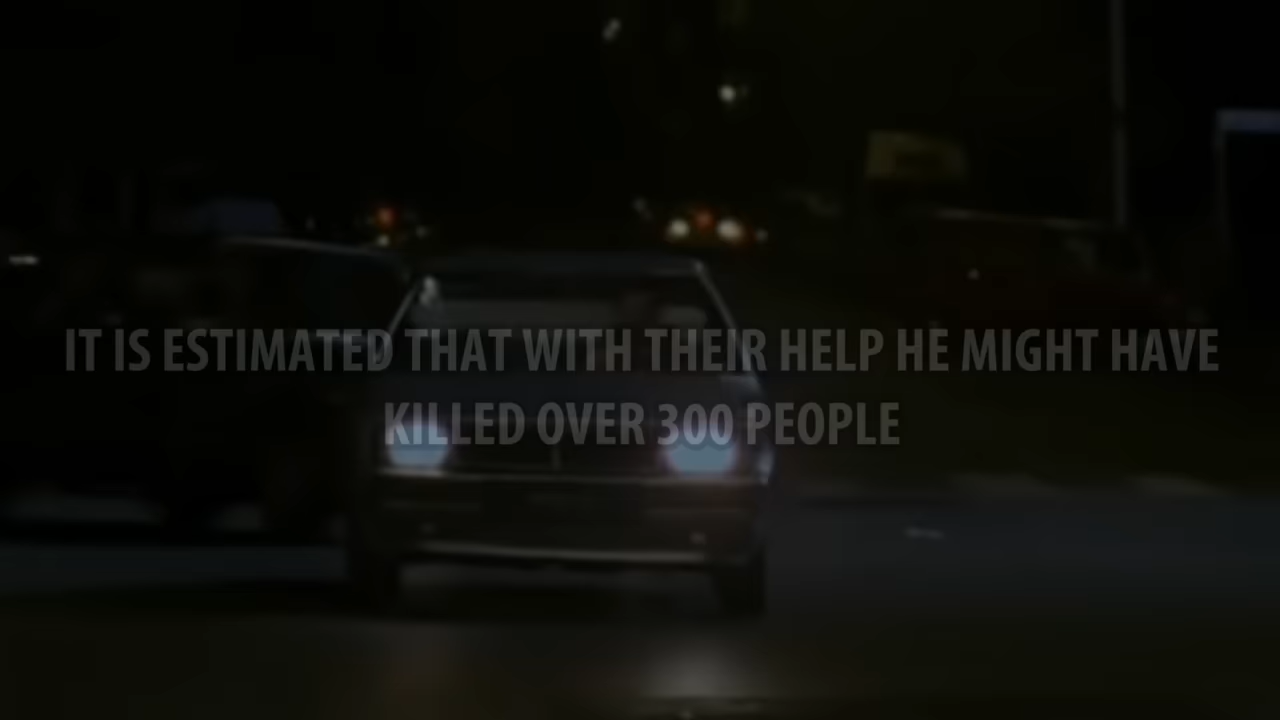 IT IS ESTIMATED THAT WITH THEIR HELP HE MIGHT HAVE
KILLED OVER 300 PEOPLE